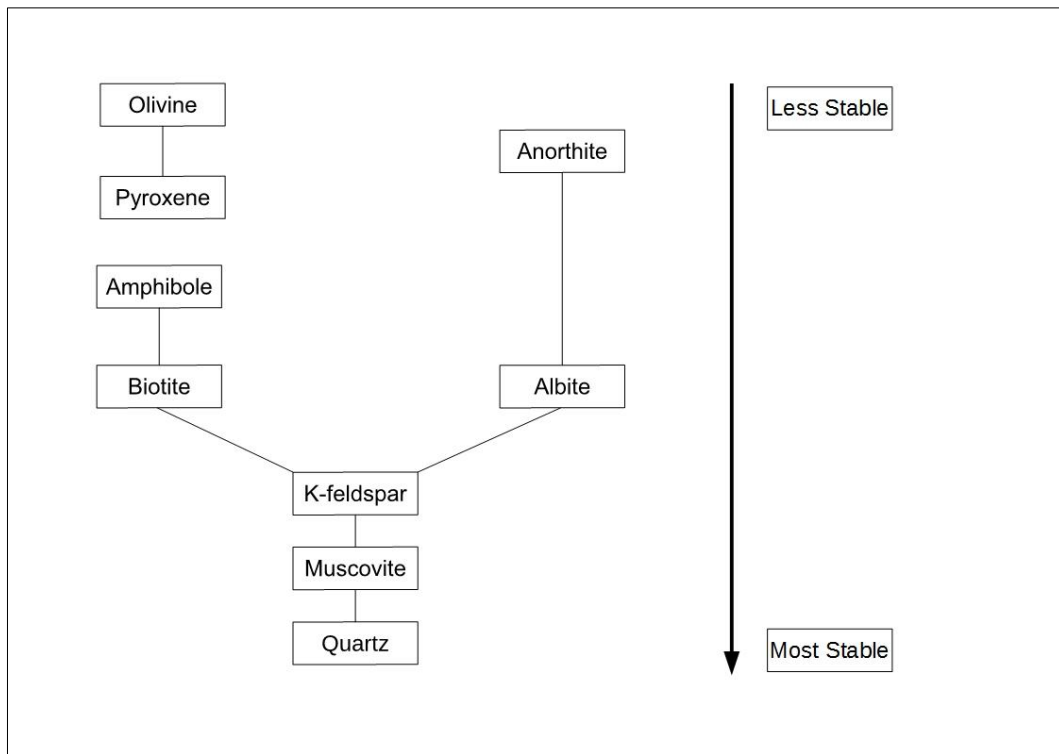 Olivine
Less Stable
Anorthite
Pyroxene
Amphibole
Biotite
Albite
K-feldspar
Muscovite
Quartz
Most Stable